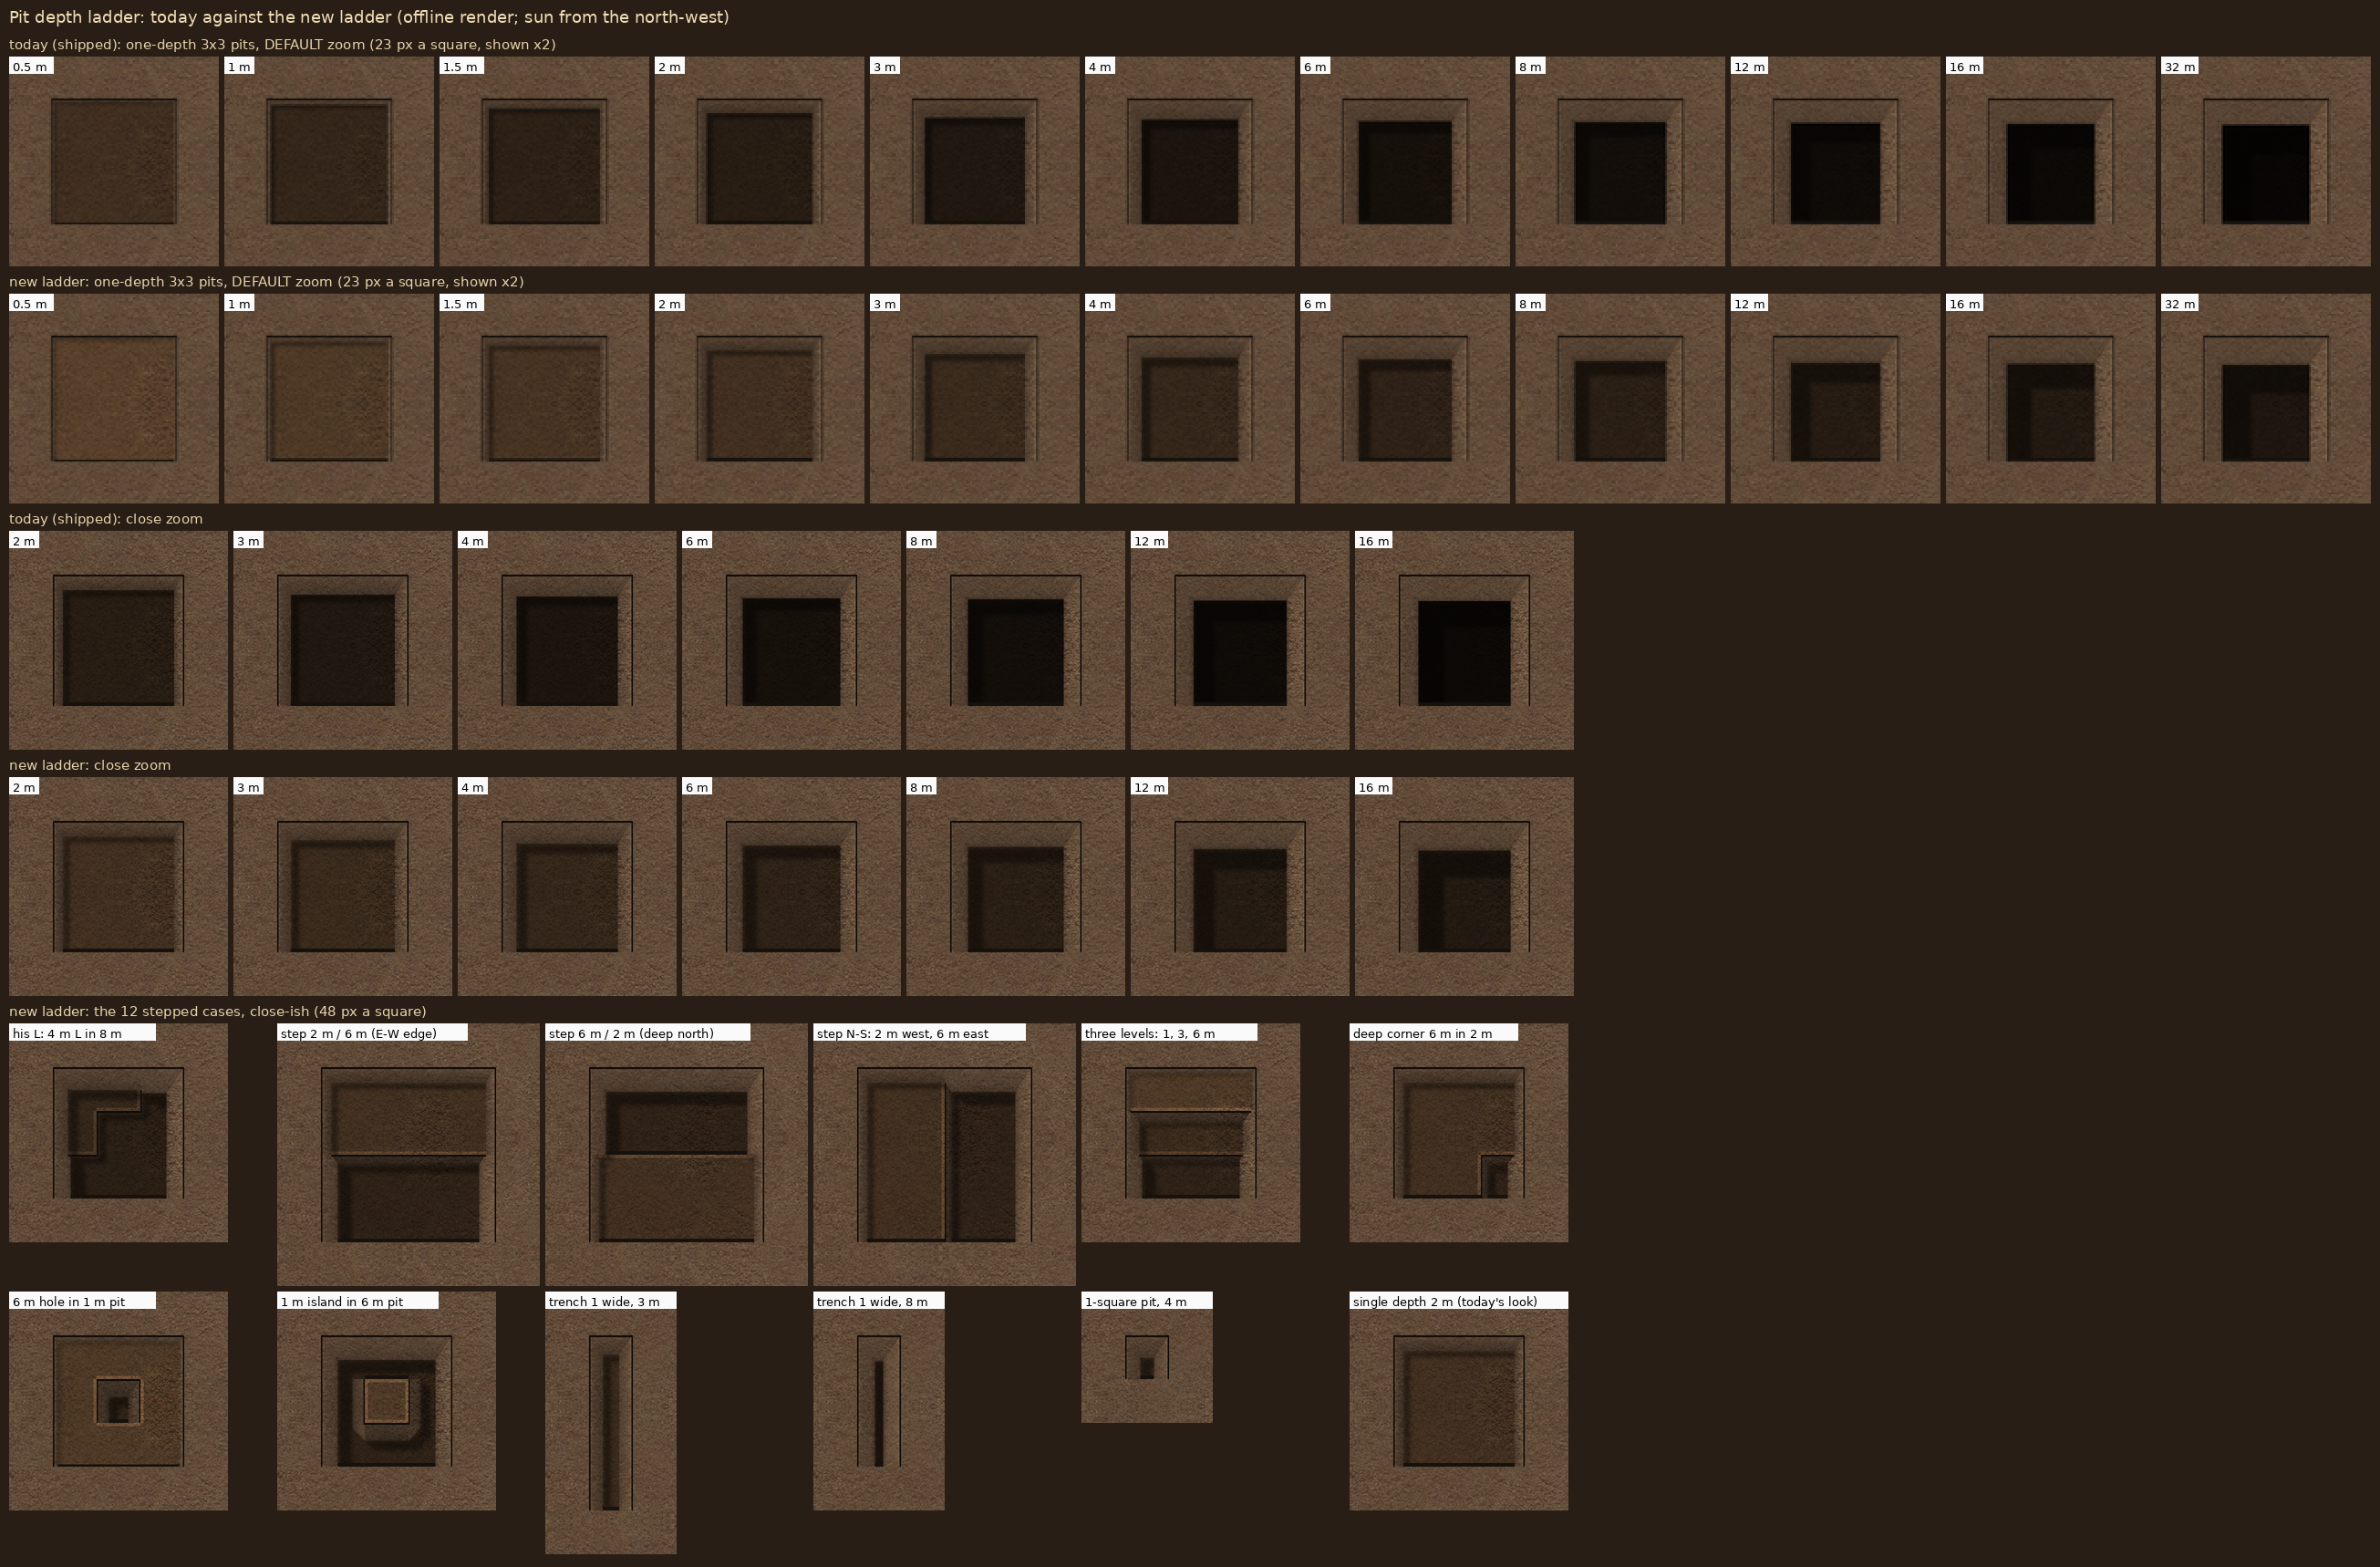 Pit depth ladder: today against the new ladder (offline render; sun from the north-west)
today (shipped): one-depth 3x3 pits, DEFAULT zoom (23 px a square, shown x2)
0.5 m 1 m 1.5 m 2 m 3 m 4 m 6 m 8 m 12 m 16 m 32 m
new ladder: one-depth 3x3 pits, DEFAULT zoom (23 px a square, shown x2)
0.5 m 1 m 1.5 m 2 m 3 m 4 m 6 m 8 m 12 m 16 m 32 m
today (shipped): close zoom
2 m 3 m 4 m 6 m 8 m 12 m 16 m
new ladder: close zoom
2 m 3 m 4 m 6 m 8 m 12 m 16 m
new ladder: the 12 stepped cases, close-ish (48 px a square)
his L: 4 m L in 8 m step 2 m / 6 m (E-W edge) step 6 m / 2 m (deep north) step N-S: 2 m west, 6 m east three levels: 1, 3, 6 m deep corner 6 m in 2 m
6 m hole in 1 m pit 1 m island in 6 m pit trench 1 wide, 3 m trench 1 wide, 8 m 1-square pit, 4 m single depth 2 m (today's look)